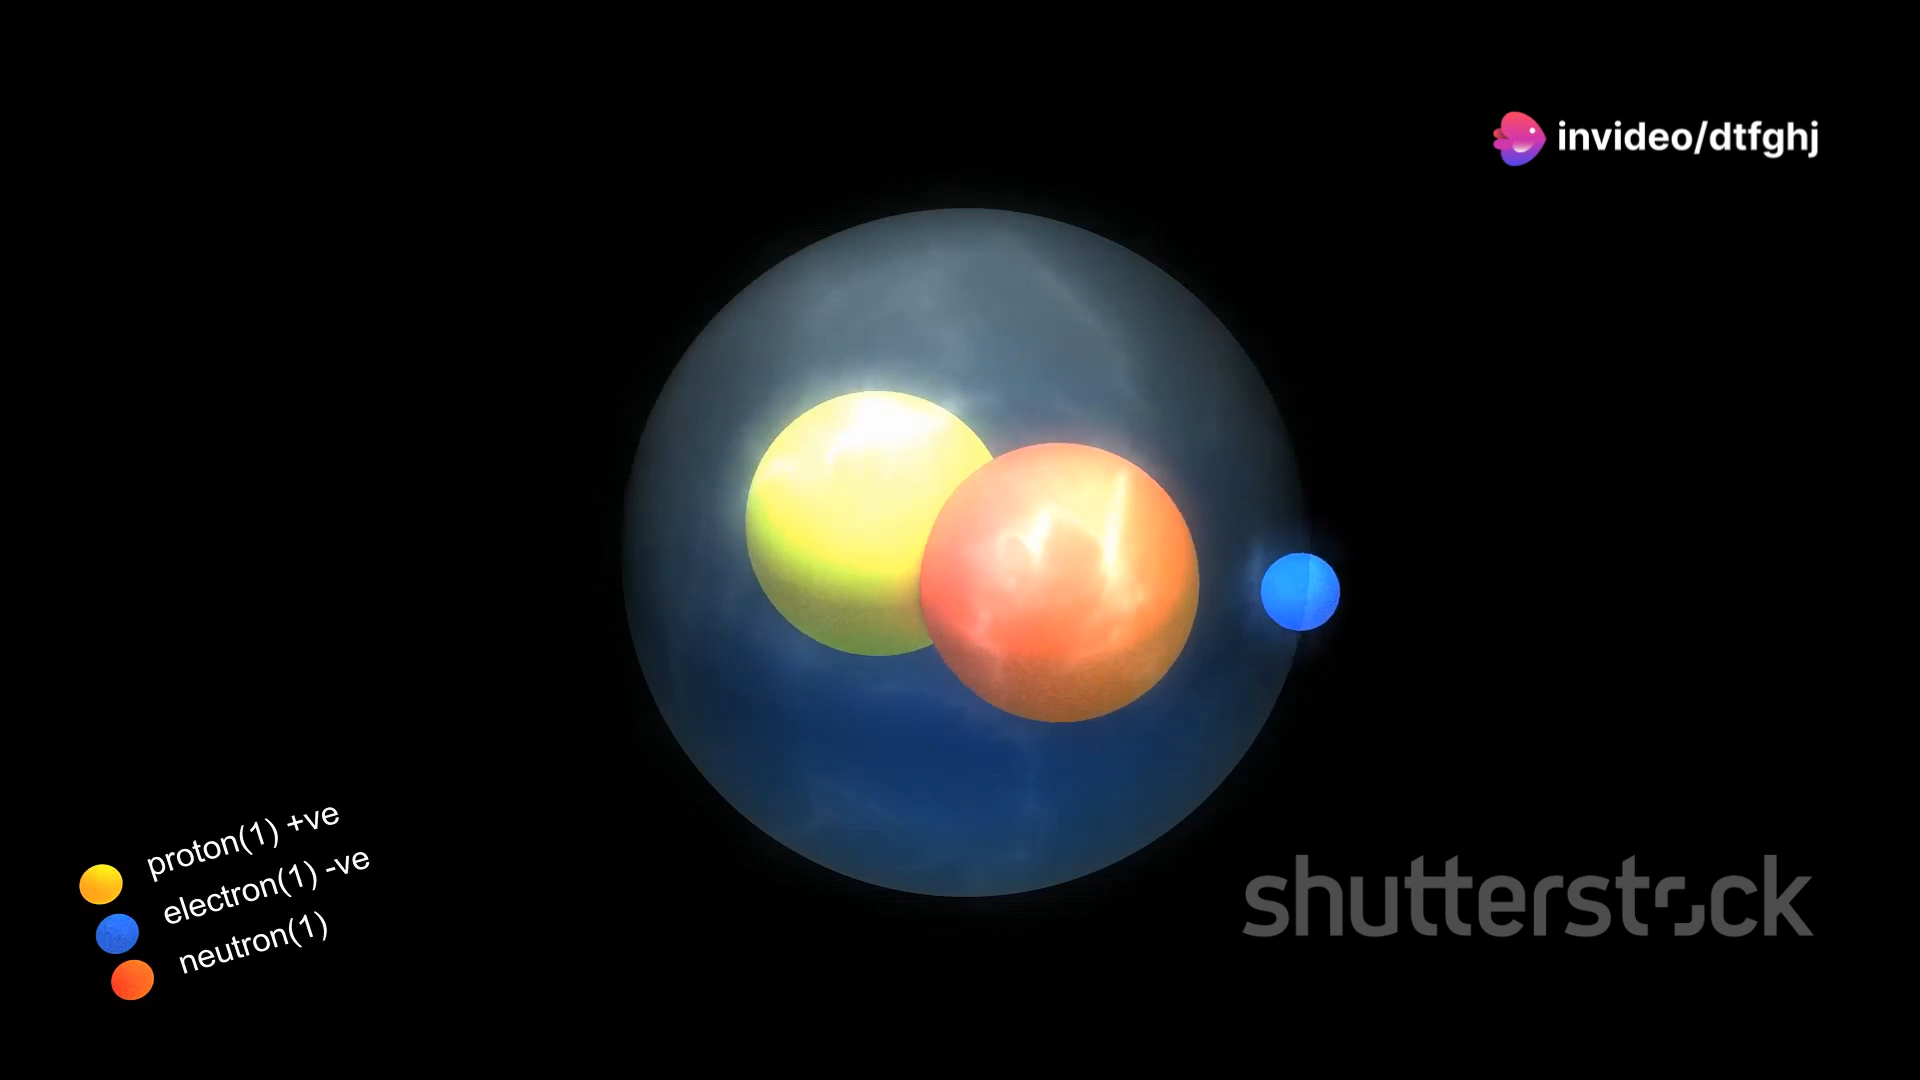 invideo/dtfghj
proton(1) +ve
electron(1) -ve
neutron(1)
shutterstock